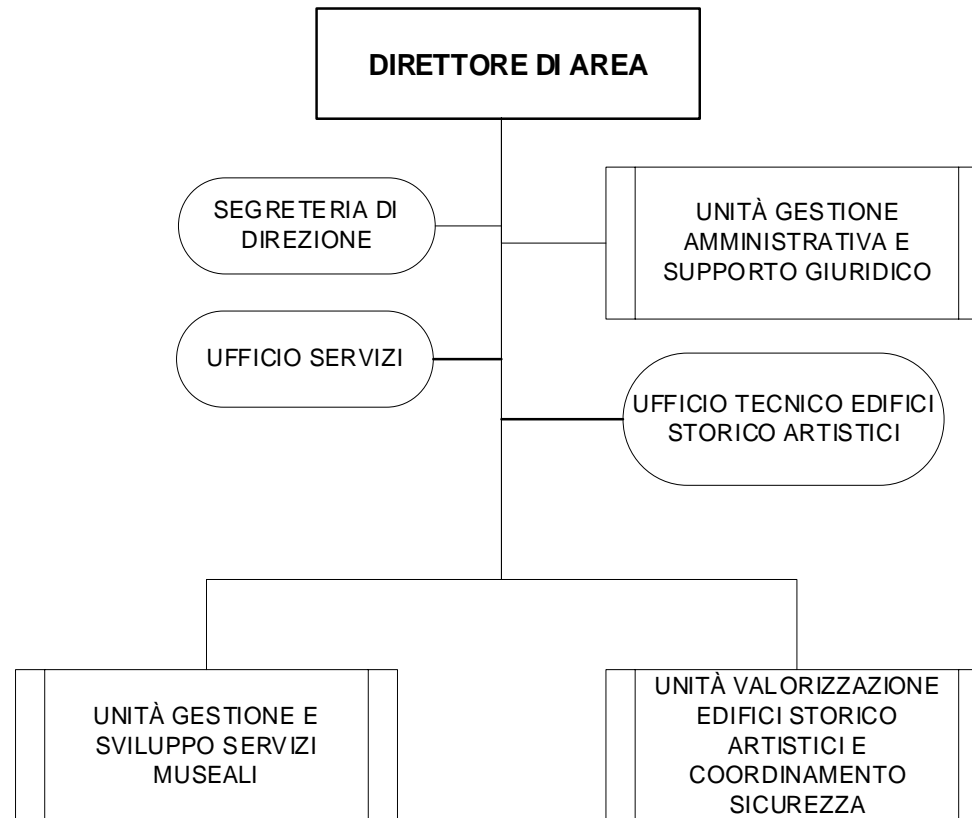 DIRETTORE DI AREA
SEGRETERIA DI
DIREZIONE
UNITÀ GESTIONE
AMMINISTRATIVA E
SUPPORTO GIURIDICO
UFFICIO SERVIZI
UFFICIO TECNICO EDIFICI
STORICO ARTISTICI
UNITÀ GESTIONE E
SVILUPPO SERVIZI
MUSEALI
UNITÀ VALORIZZAZIONE
EDIFICI STORICO
ARTISTICI E
COORDINAMENTO
SICUREZZA